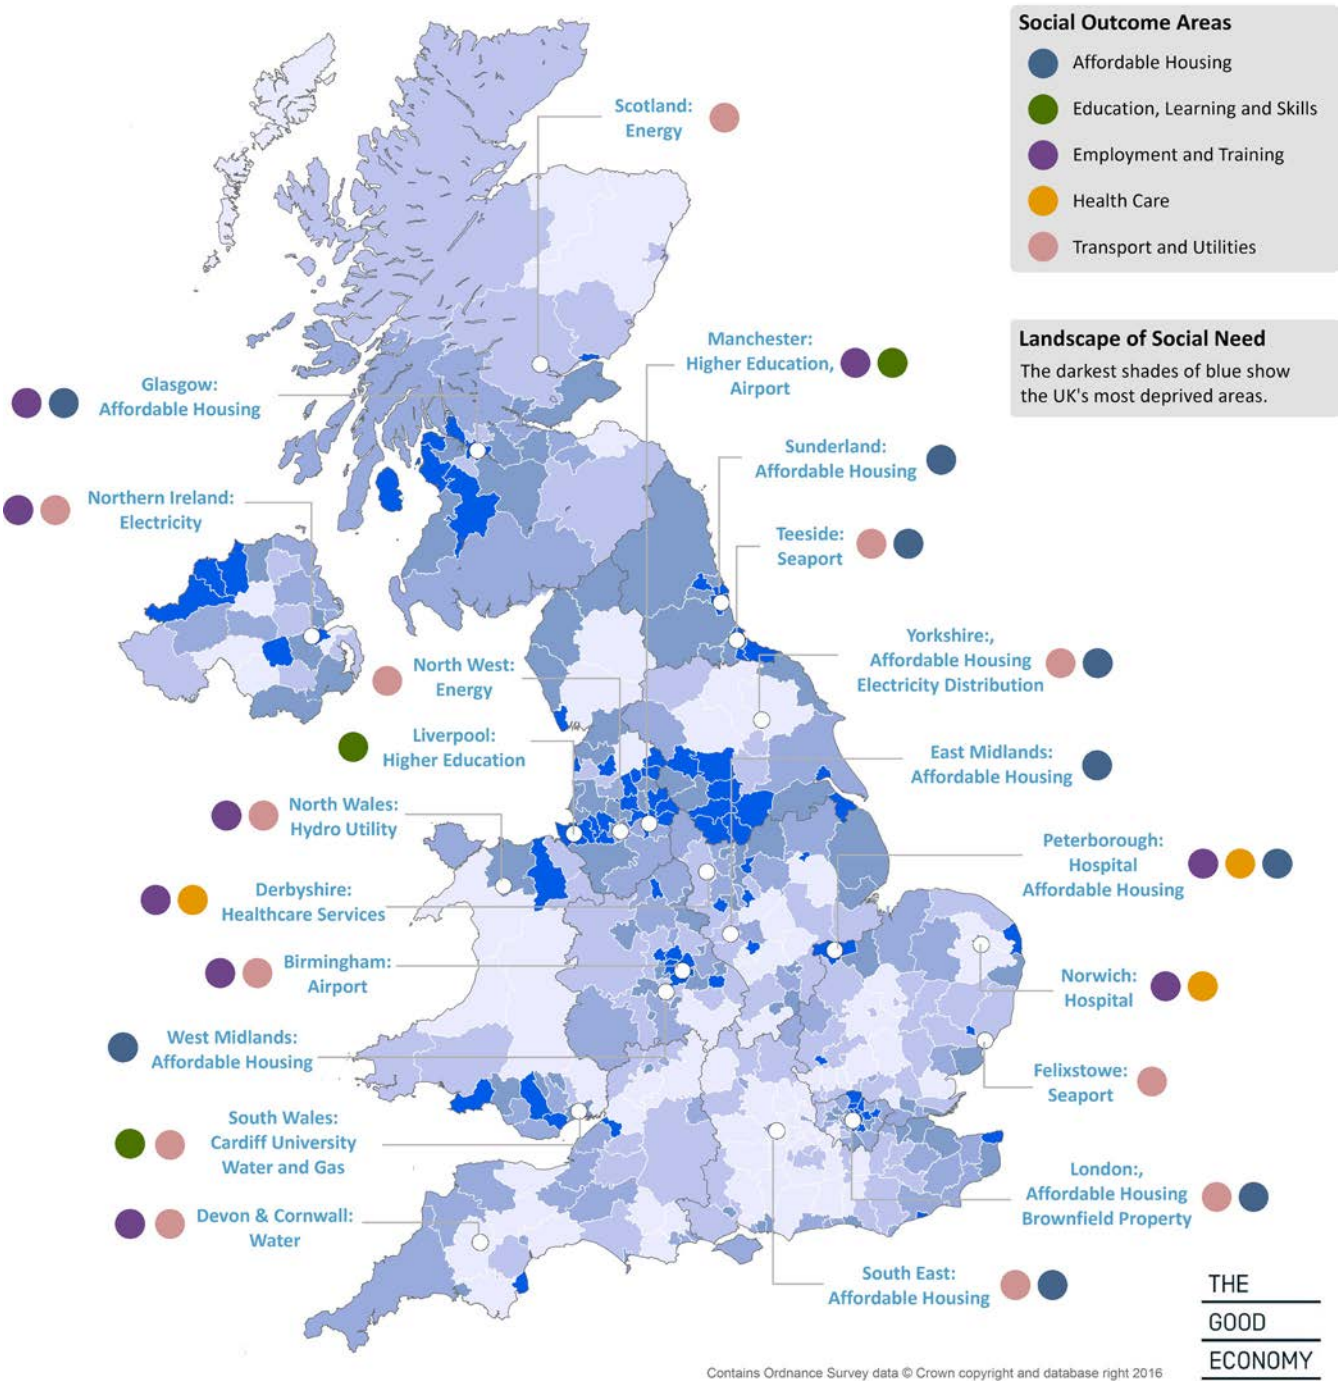 Social Outcome Areas
Affordable Housing
Education, Learning and Skills
Employment and Training
Health Care
Transport and Utilities
Landscape of Social Need
The darkest shades of blue show
the UK's most deprived areas.
Scotland:
Energy
Manchester:
Higher Education,
Airport
Glasgow:
Affordable Housing
Sunderland:
Affordable Housing
Northern Ireland:
Electricity
Teeside:
Seaport
Yorkshire:,
Affordable Housing
Electricity Distribution
North West:
Energy
Liverpool:
Higher Education
East Midlands:
Affordable Housing
North Wales:
Hydro Utility
Peterborough:
Hospital
Affordable Housing
Derbyshire:
Healthcare Services
Birmingham:
Airport
Norwich:
Hospital
West Midlands:
Affordable Housing
Felixstowe:
Seaport
South Wales:
Cardiff University
Water and Gas
London:,
Affordable Housing
Brownfield Property
Devon & Cornwall:
Water
South East:
Affordable Housing
THE
GOOD
ECONOMY
Contains Ordnance Survey data © Crown copyright and database right 2016